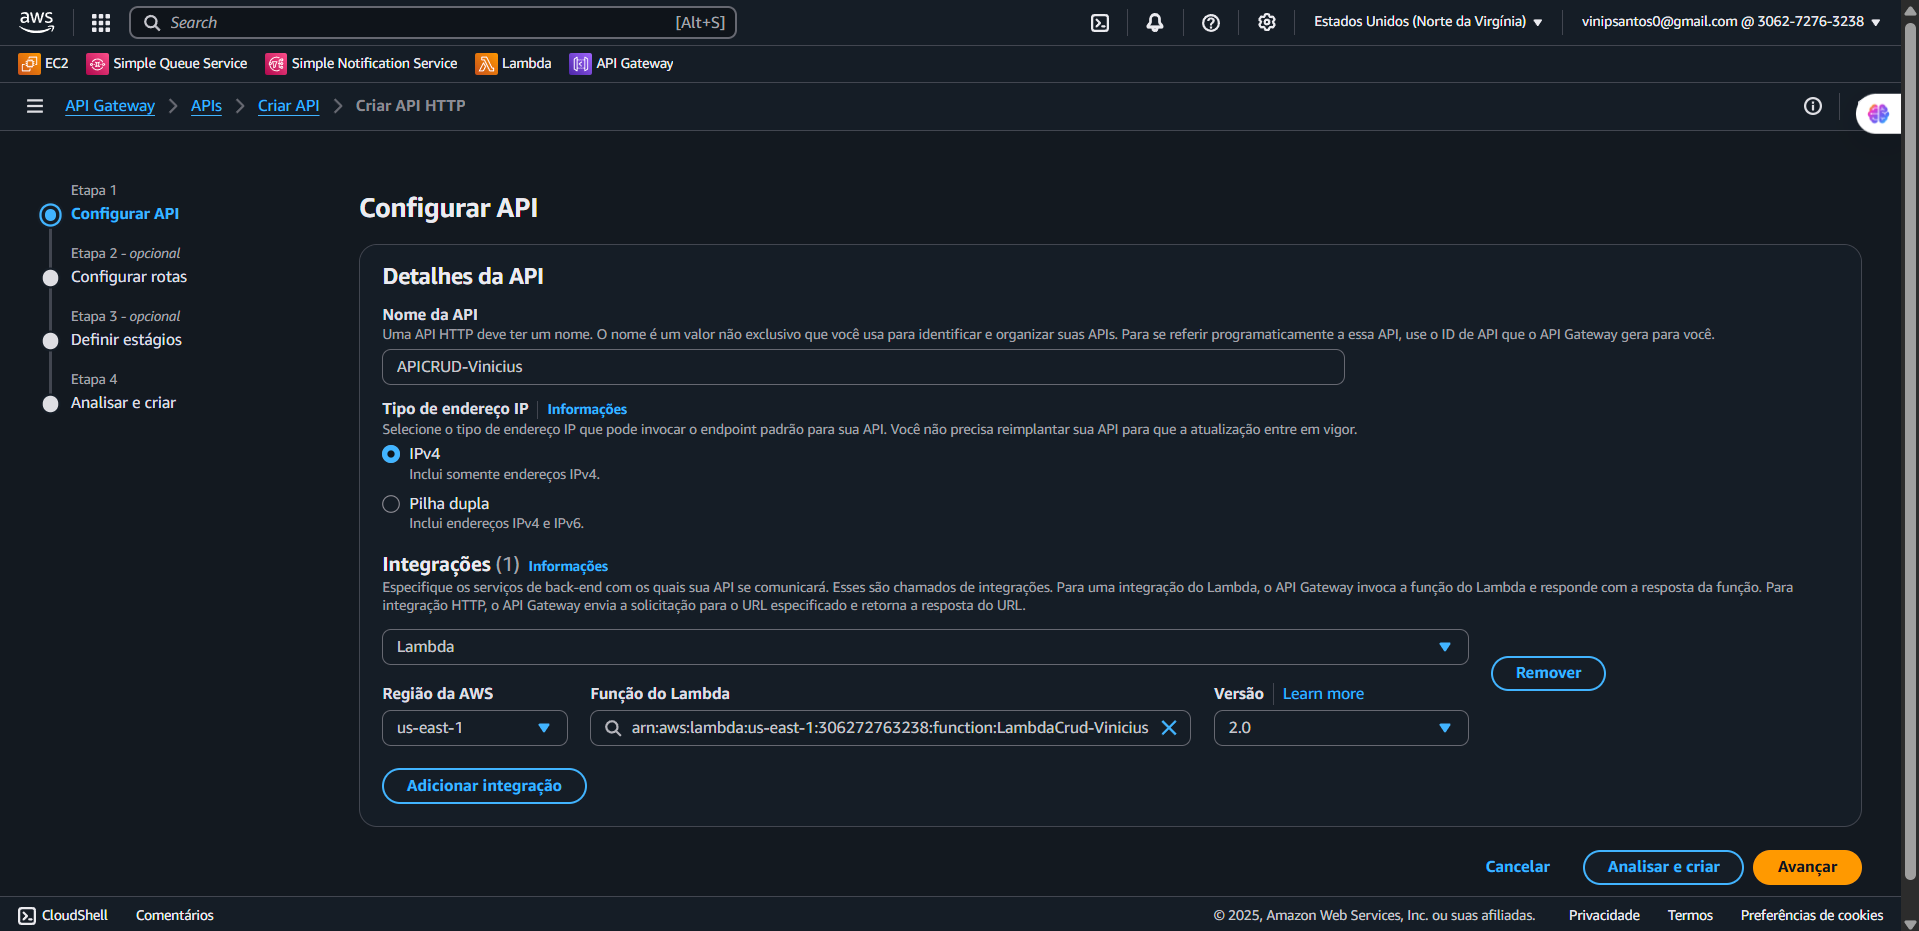 aws
Search [Alt+S]
Estados Unidos (Norte da Virgínia)
vinipsantos0@gmail.com @ 3062-7276-3238
EC2 Simple Queue Service Simple Notification Service Lambda API Gateway
API Gateway APIs Criar API Criar API HTTP
Etapa 1
Configurar API
Etapa 2 - opcional
Configurar rotas
Etapa 3 - opcional
Definir estágios
Etapa 4
Analisar e criar
Configurar API
Detalhes da API
Nome da API
Uma API HTTP deve ter um nome. O nome é um valor não exclusivo que você usa para identificar e organizar suas APIs. Para se referir programaticamente a essa API, use o ID de API que o API Gateway gera para você.
APICRUD-Vinicius
Tipo de endereço IP Informações
Selecione o tipo de endereço IP que pode invocar o endpoint padrão para sua API. Você não precisa reimplantar sua API para que a atualização entre em vigor.
IPv4
Inclui somente endereços IPv4.
Pilha dupla
Inclui endereços IPv4 e IPv6.
Integrações (1) Informações
Especifique os serviços de back-end com os quais sua API se comunicará. Esses são chamados de integrações. Para uma integração do Lambda, o API Gateway invoca a função do Lambda e responde com a resposta da função. Para
integração HTTP, o API Gateway envia a solicitação para o URL especificado e retorna a resposta do URL.
Lambda
Remover
Região da AWS Função do Lambda Versão Learn more
us-east-1 arn:aws:lambda:us-east-1:306272763238:function:LambdaCrud-Vinicius 2.0
Adicionar integração
Cancelar Analisar e criar Avançar
CloudShell Comentários © 2025, Amazon Web Services, Inc. ou suas afiliadas. Privacidade Termos Preferências de cookies